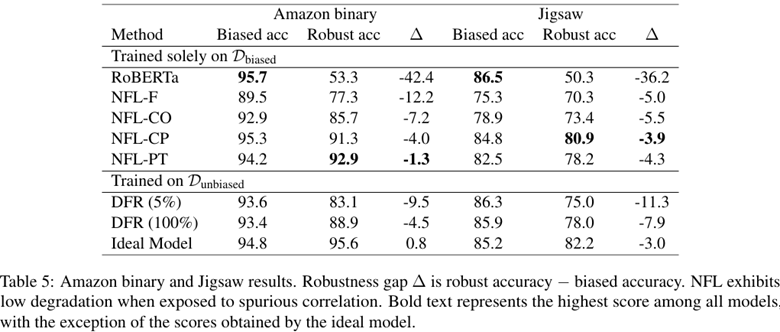 Amazon binary Jigsaw
Method Biased acc Robust acc Δ Biased acc Robust acc Δ
Trained solely on D_biased
RoBERTa 95.7 53.3 -42.4 86.5 50.3 -36.2
NFL-F 89.5 77.3 -12.2 75.3 70.3 -5.0
NFL-CO 92.9 85.7 -7.2 78.9 73.4 -5.5
NFL-CP 95.3 91.3 -4.0 84.8 80.9 -3.9
NFL-PT 94.2 92.9 -1.3 82.5 78.2 -4.3
Trained on D_unbiased
DFR (5%) 93.6 83.1 -9.5 86.3 75.0 -11.3
DFR (100%) 93.4 88.9 -4.5 85.9 78.0 -7.9
Ideal Model 94.8 95.6 0.8 85.2 82.2 -3.0
Table 5: Amazon binary and Jigsaw results. Robustness gap Δ is robust accuracy − biased accuracy. NFL exhibits
low degradation when exposed to spurious correlation. Bold text represents the highest score among all models,
with the exception of the scores obtained by the ideal model.